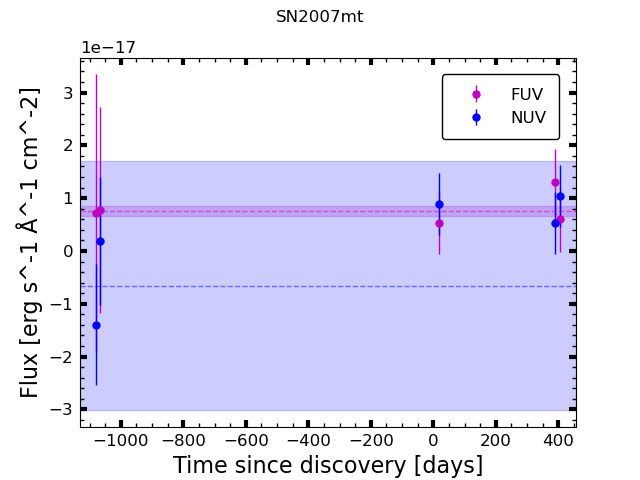 SN2007mt
1e−17
3
2
1
0
−1
−2
−3
−1000 −800 −600 −400 −200 0 200 400
Flux [erg s^-1 Å^-1 cm^-2]
Time since discovery [days]
FUV
NUV